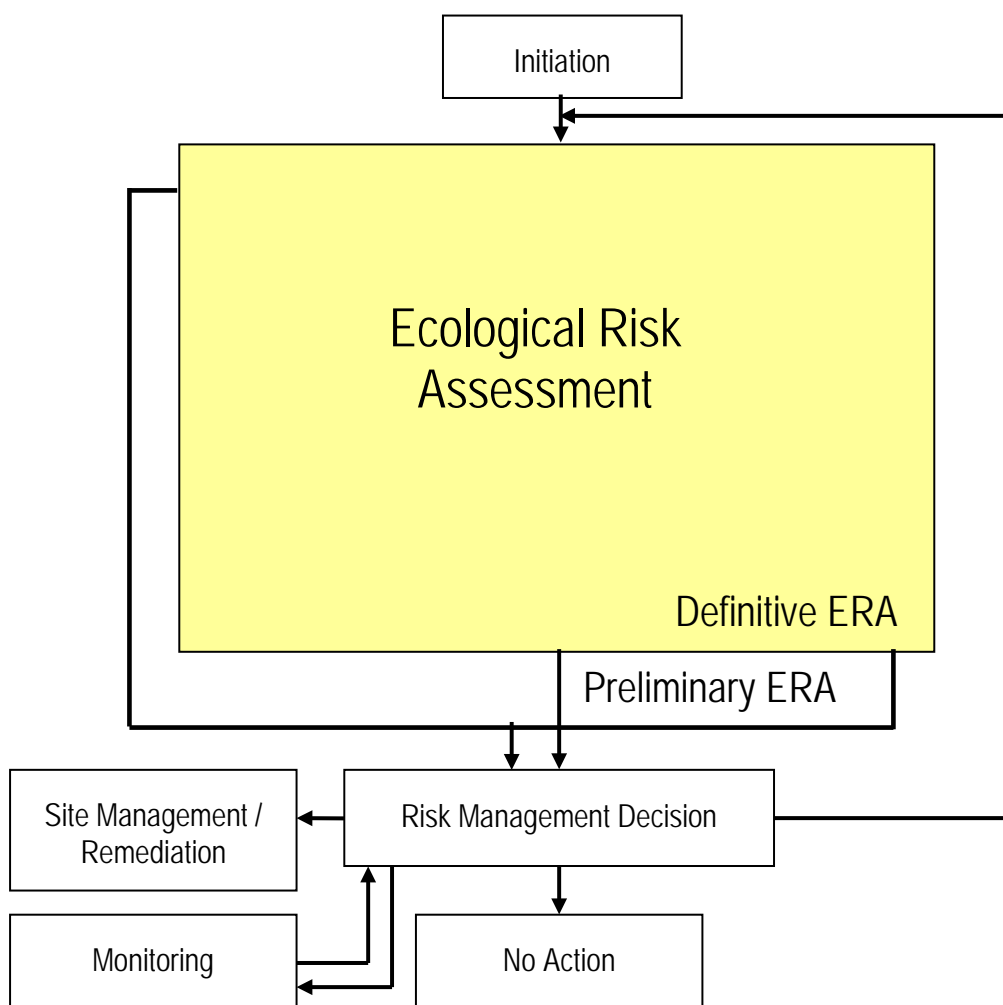 Initiation
Ecological Risk
Assessment
Definitive ERA
Preliminary ERA
Site Management /
Remediation
Risk Management Decision
Monitoring
No Action